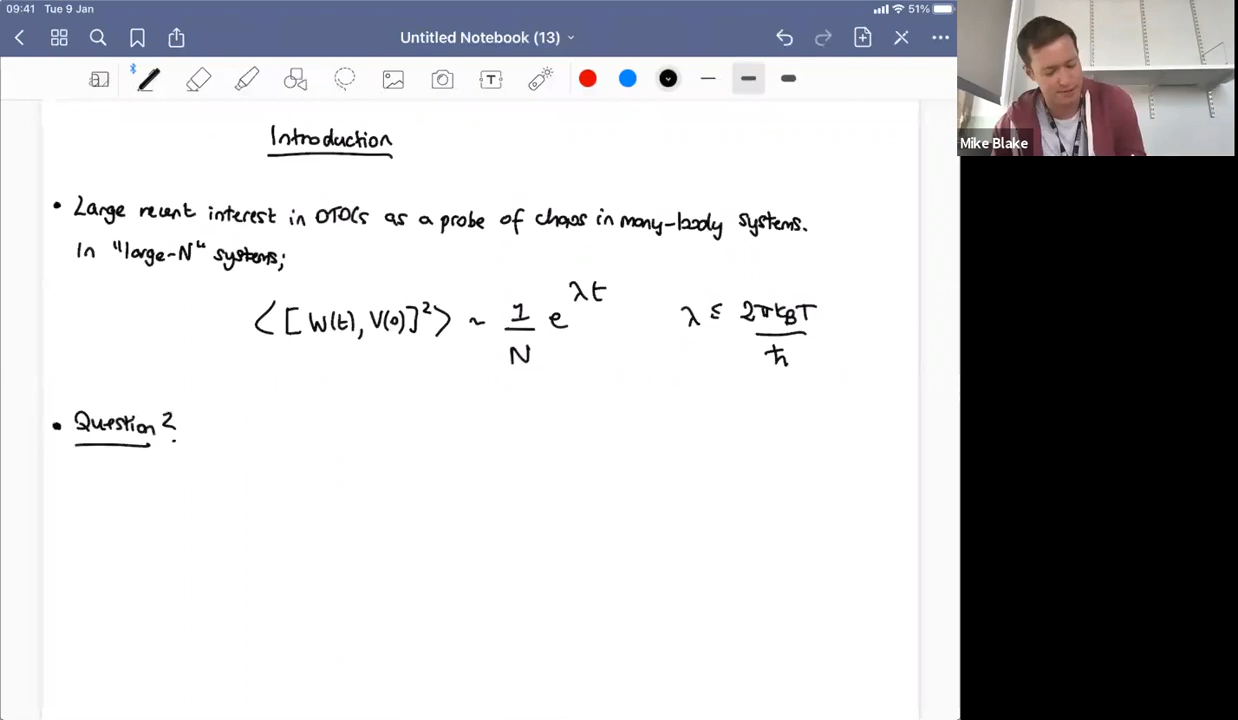 09:41 Tue 9 Jan
51%
Untitled Notebook (13)
T
Mike Blake
Introduction
• Large recent interest in OTOCs as a probe of chaos in many-body systems.
In "large-N" systems;
⟨[W(t), V(0)]²⟩ ~ 1/N e^{λt} λ ≤ 2πk_BT/ħ
• Question?